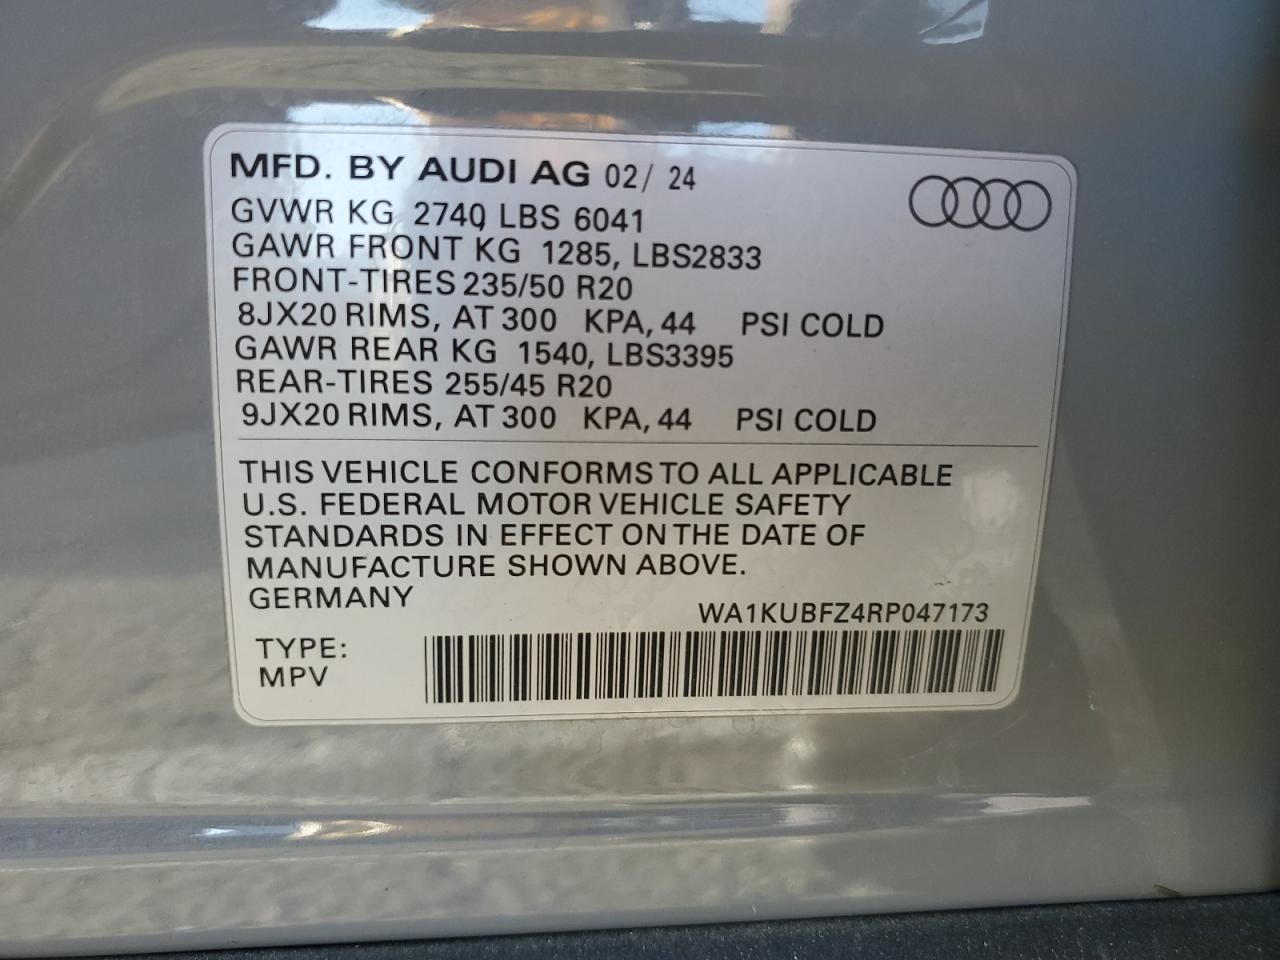 MFD. BY AUDI AG 02/ 24
GVWR KG 2740 LBS 6041
GAWR FRONT KG 1285, LBS2833
FRONT-TIRES 235/50 R20
8JX20 RIMS, AT 300 KPA, 44 PSI COLD
GAWR REAR KG 1540, LBS3395
REAR-TIRES 255/45 R20
9JX20 RIMS, AT 300 KPA, 44 PSI COLD
THIS VEHICLE CONFORMS TO ALL APPLICABLE
U.S. FEDERAL MOTOR VEHICLE SAFETY
STANDARDS IN EFFECT ON THE DATE OF
MANUFACTURE SHOWN ABOVE.
GERMANY
WA1KUBFZ4RP047173
TYPE:
MPV